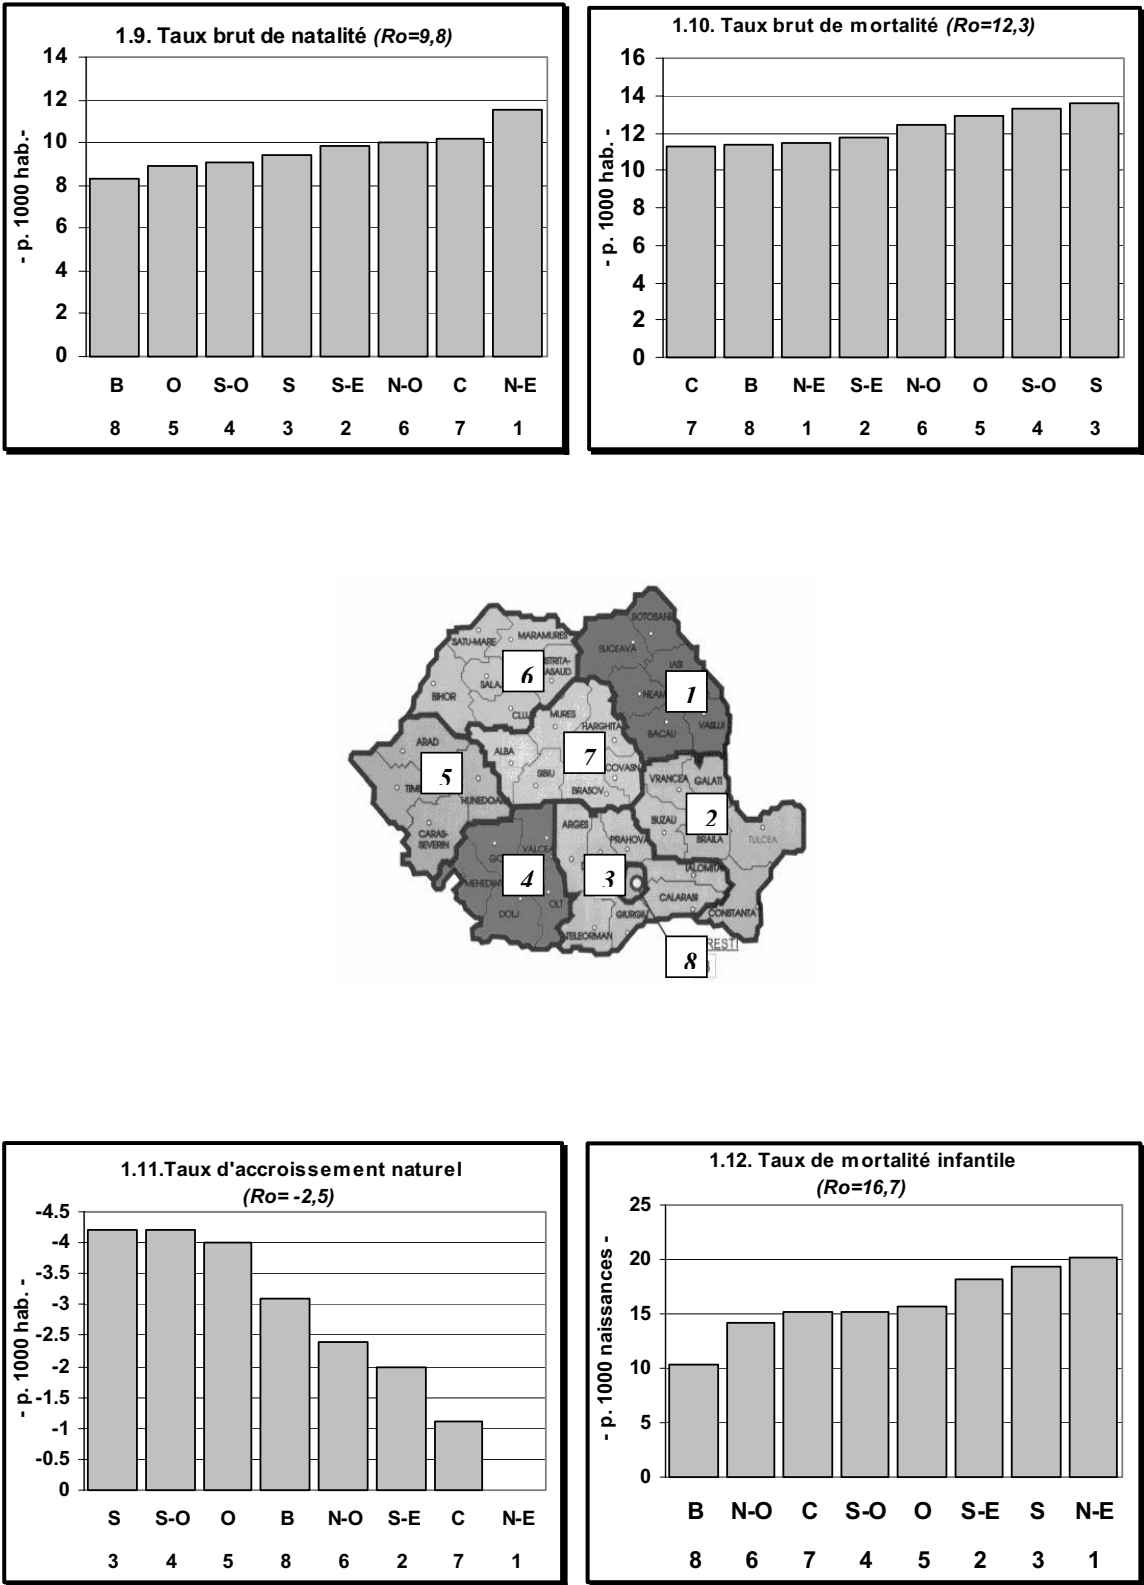 1.9. Taux brut de natalité (Ro=9,8)
- p. 1000 hab.-
14
12
10
8
6
4
2
0
B O S-O S S-E N-O C N-E
8 5 4 3 2 6 7 1
1.10. Taux brut de mortalité (Ro=12,3)
- p. 1000 hab. -
16
14
12
10
8
6
4
2
0
C B N-E S-E N-O O S-O S
7 8 1 2 6 5 4 3
BOTOSANI
SATU-MARE
MARAMURES
SUCEAVA
IASI
6
1
BIHOR
CLUJ
MURES
HARGHITA
BACAU
VASLUI
ARAD
ALBA
7
5
SIBIU
VRANCEA
GALATI
BRASOV
HUNEDOARA
2
ARGES
BUZAU
CARAS-
SEVERIN
PRAHOVA
BRAILA
TULCEA
VALCEA
4
3
IALOMITA
CALARASI
OLT
DOLJ
GIURGIU
CONSTANTA
TELEORMAN
8
1.11.Taux d'accroissement naturel
(Ro= -2,5)
- p. 1000 hab. -
-4.5
-4
-3.5
-3
-2.5
-2
-1.5
-1
-0.5
0
S S-O O B N-O S-E C N-E
3 4 5 8 6 2 7 1
1.12. Taux de mortalité infantile
(Ro=16,7)
- p. 1000 naissances -
25
20
15
10
5
0
B N-O C S-O O S-E S N-E
8 6 7 4 5 2 3 1